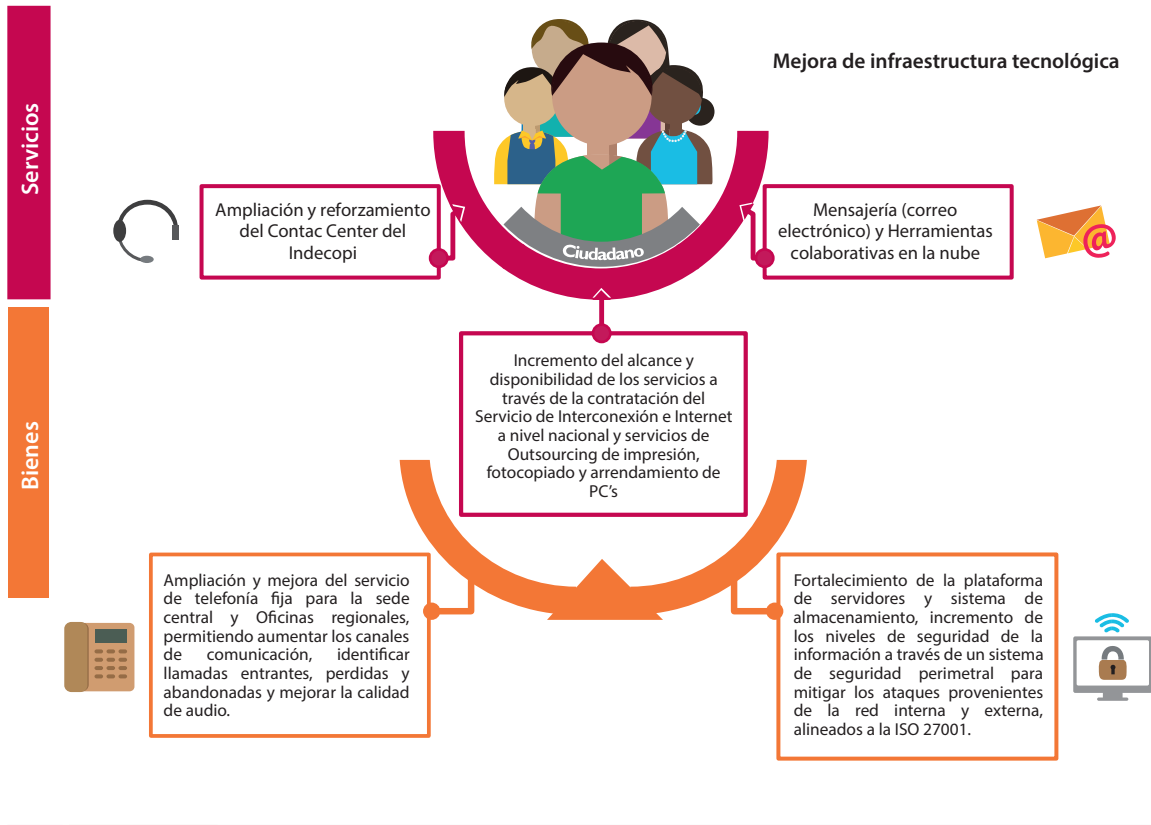 Mejora de infraestructura tecnológica
Servicios
Ampliación y reforzamiento
del Contac Center del
Indecopi
Ciudadano
Mensajería (correo
electrónico) y Herramientas
colaborativas en la nube
Incremento del alcance y
disponibilidad de los servicios a
través de la contratación del
Servicio de Interconexión e Internet
a nivel nacional y servicios de
Outsourcing de impresión,
fotocopiado y arrendamiento de
PC's
Bienes
Ampliación y mejora del servicio
de telefonía fija para la sede
central y Oficinas regionales,
permitiendo aumentar los canales
de comunicación, identificar
llamadas entrantes, perdidas y
abandonadas y mejorar la calidad
de audio.
Fortalecimiento de la plataforma
de servidores y sistema de
almacenamiento, incremento de
los niveles de seguridad de la
información a través de un sistema
de seguridad perimetral para
mitigar los ataques provenientes
de la red interna y externa,
alineados a la ISO 27001.
@